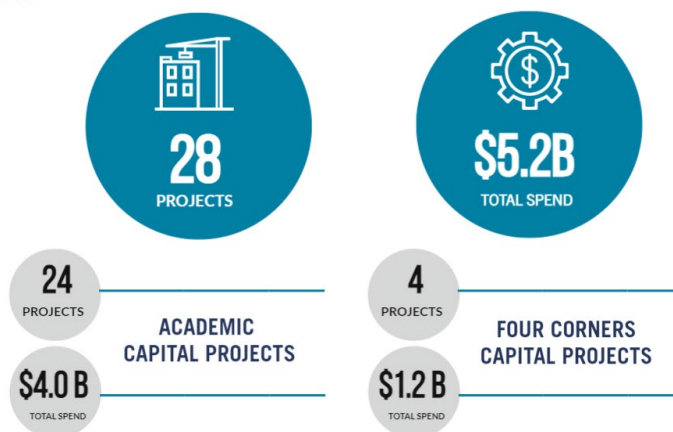 28
PROJECTS
$5.2B
TOTAL SPEND
24
PROJECTS
ACADEMIC
CAPITAL PROJECTS
$4.0 B
TOTAL SPEND
4
PROJECTS
FOUR CORNERS
CAPITAL PROJECTS
$1.2 B
TOTAL SPEND